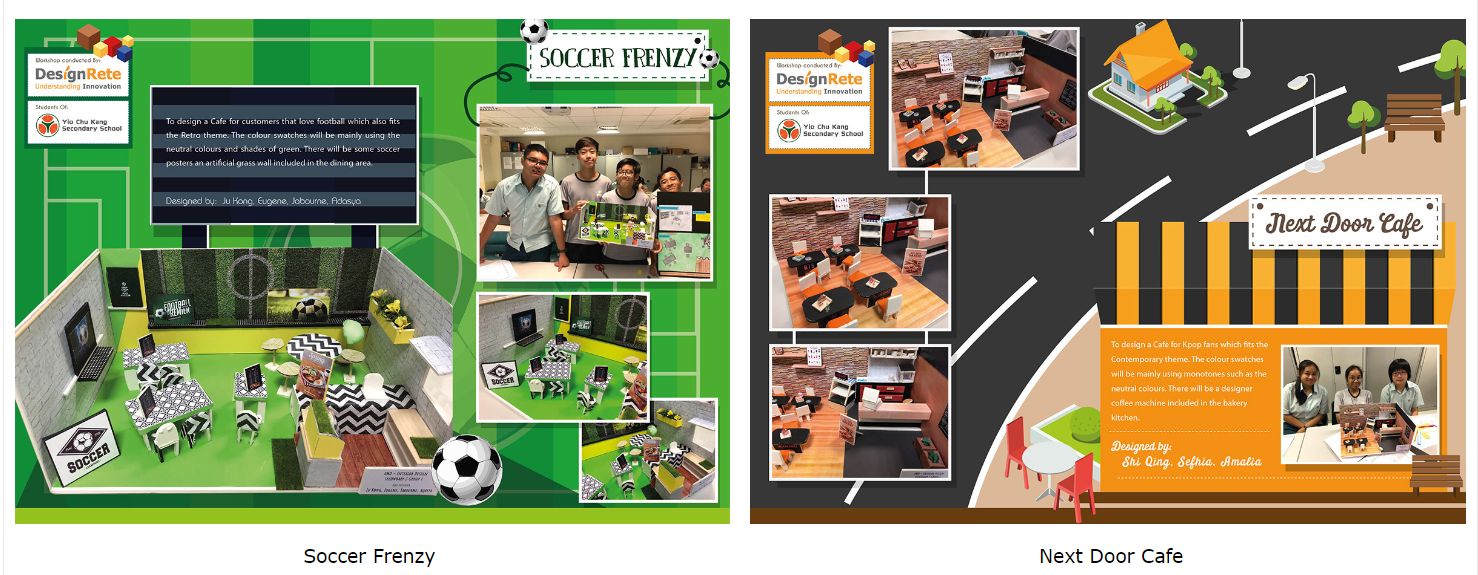 Workshop conducted By:
DesignRete
Understanding Innovation
Students Of:
Yio Chu Kang
Secondary School
SOCCER FRENZY
To design a Cafe for customers that love football which also fits
the Retro theme. The colour swatches will be mainly using the
neutral colours and shades of green. There will be some soccer
posters an artificial grass wall included in the dining area.
Designed by: Ju Kong, Eugene, Jobourne, Adasya
FOOTBALL
SOCCER
SOCCER
Soccer Frenzy
Workshop conducted By:
DesignRete
Understanding Innovation
Students Of:
Yio Chu Kang
Secondary School
Next Door Cafe
To design a Cafe for Kpop fans which fits the
Contemporary theme. The colour swatches
will be mainly using monotones such as the
neutral colours. There will be a designer
coffee machine included in the bakery
kitchen.
Designed by:
Shi Qing, Sefhia, Amalia
Next Door Cafe